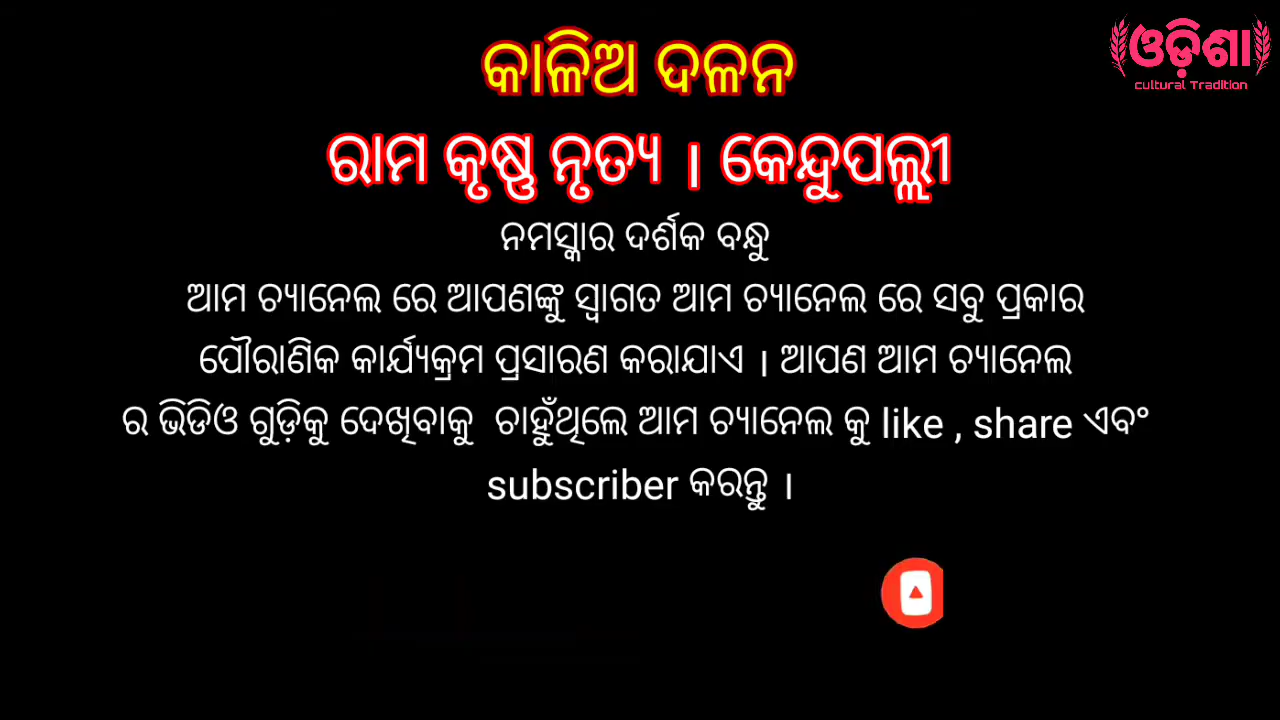 କାଳିଅ ଦଳନ
ଓଡ଼ିଶା
cultural Tradition
ରାମ କୃଷ୍ଣ ନୃତ୍ୟ । କେନ୍ଦୁପଲ୍ଲୀ
ନମସ୍କାର ଦର୍ଶକ ବନ୍ଧୁ
ଆମ ଚ୍ୟାନେଲ ରେ ଆପଣଙ୍କୁ ସ୍ୱାଗତ ଆମ ଚ୍ୟାନେଲ ରେ ସବୁ ପ୍ରକାର
ପୌରାଣିକ କାର୍ଯ୍ୟକ୍ରମ ପ୍ରସାରଣ କରାଯାଏ । ଆପଣ ଆମ ଚ୍ୟାନେଲ
ର ଭିଡିଓ ଗୁଡ଼ିକୁ ଦେଖିବାକୁ ଚାହୁଁଥିଲେ ଆମ ଚ୍ୟାନେଲ କୁ like , share ଏବଂ
subscriber କରନ୍ତୁ ।